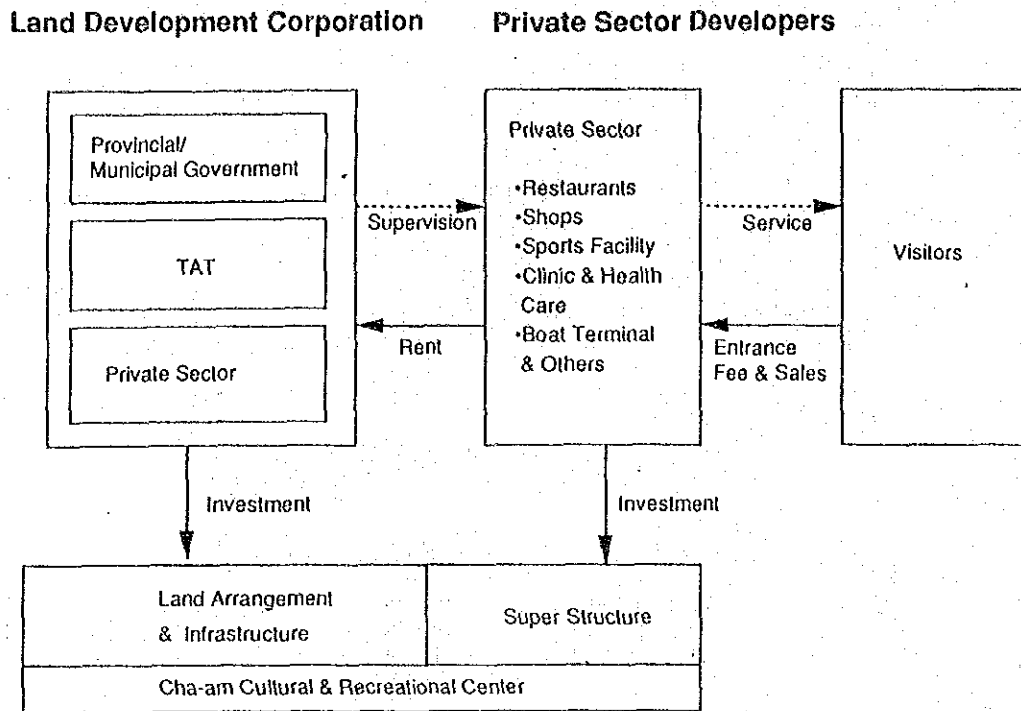 Land Development Corporation
Private Sector Developers
Provincial/
Municipal Government
TAT
Private Sector
Supervision
Rent
Private Sector
•Restaurants
•Shops
•Sports Facility
•Clinic & Health
Care
•Boat Terminal
& Others
Service
Entrance
Fee & Sales
Visitors
Investment
Investment
Land Arrangement
& Infrastructure
Super Structure
Cha-am Cultural & Recreational Center